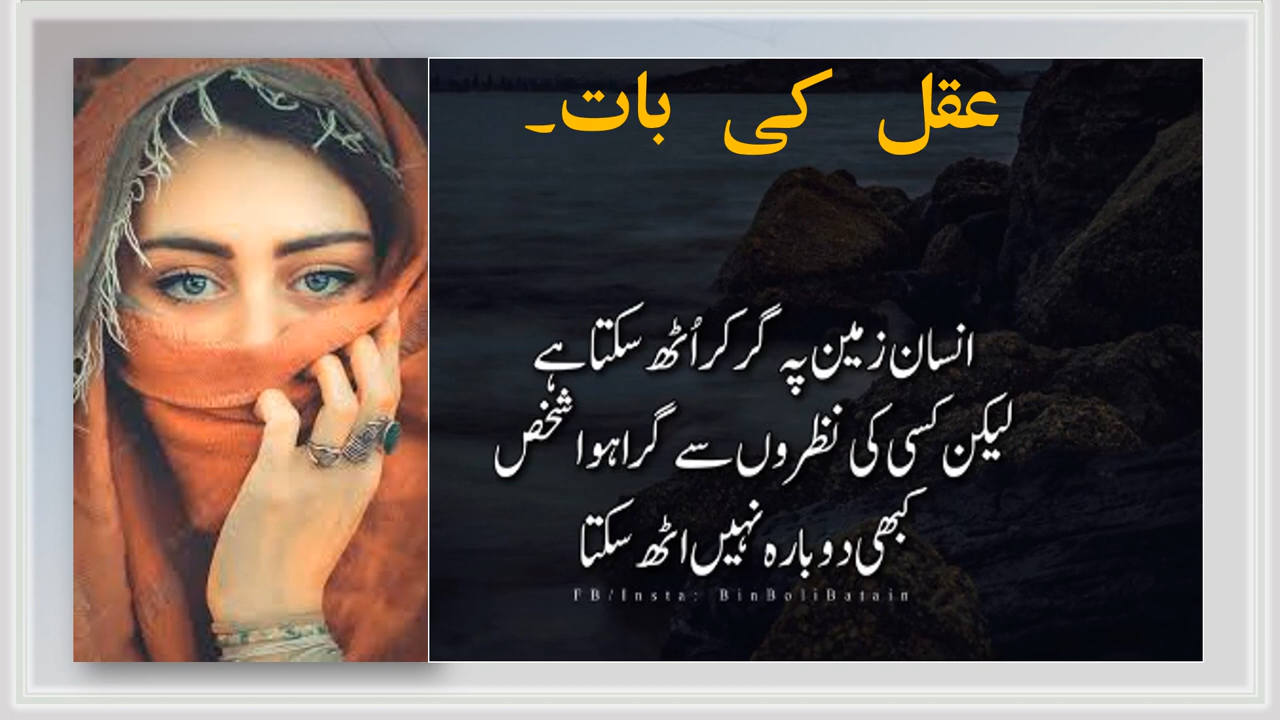 عقل کی بات۔
انسان زمین پہ گر کر اُٹھ سکتا ہے
لیکن کسی کی نظروں سے گرا ہوا شخص
کبھی دوبارہ نہیں اٹھ سکتا
FB/Insta: BinBoliBatain